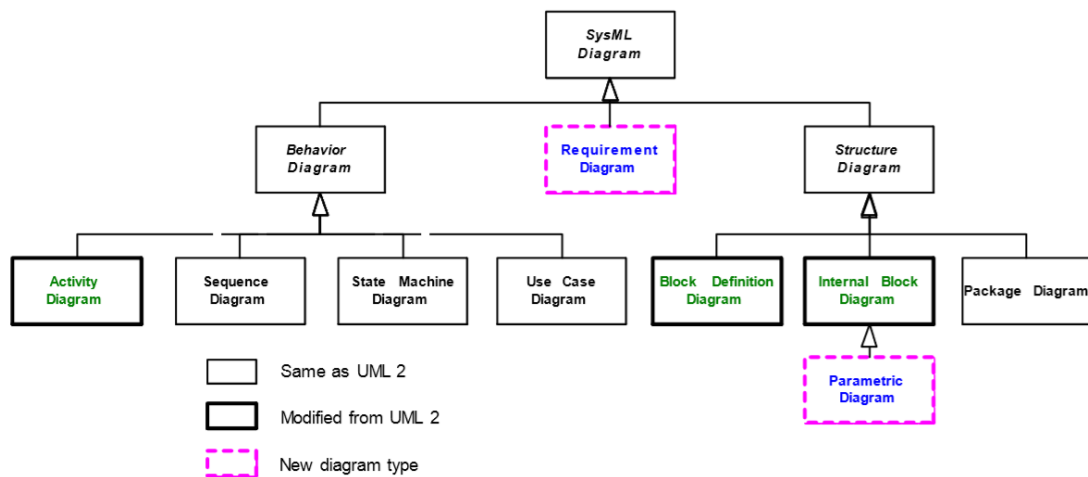 SysML
Diagram
Behavior
Diagram
Requirement
Diagram
Structure
Diagram
Activity
Diagram
Sequence
Diagram
State Machine
Diagram
Use Case
Diagram
Block Definition
Diagram
Internal Block
Diagram
Package Diagram
Parametric
Diagram
Same as UML 2
Modified from UML 2
New diagram type